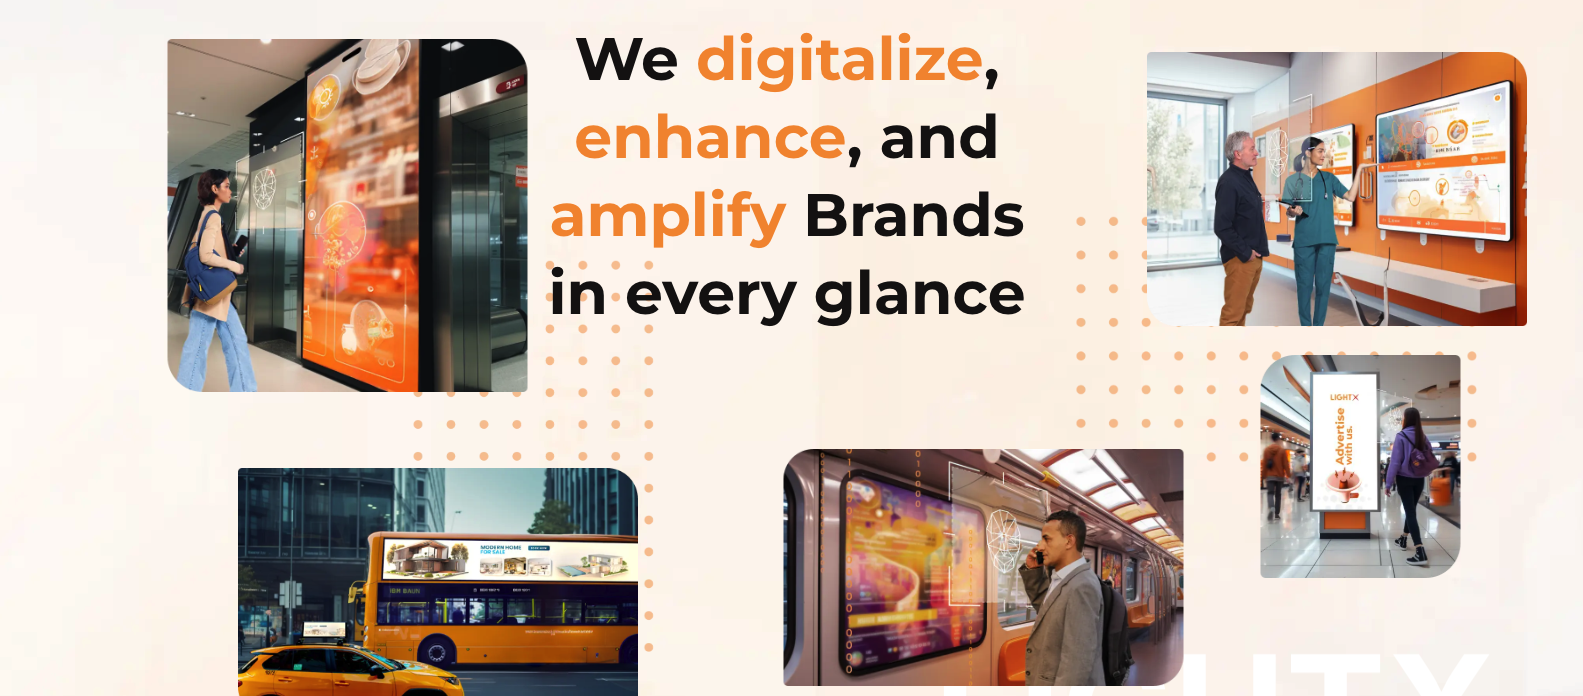 We digitalize,
enhance, and
amplify Brands
in every glance
LIGHTX
Advertise
with us.
MODERN HOME
FOR SALE